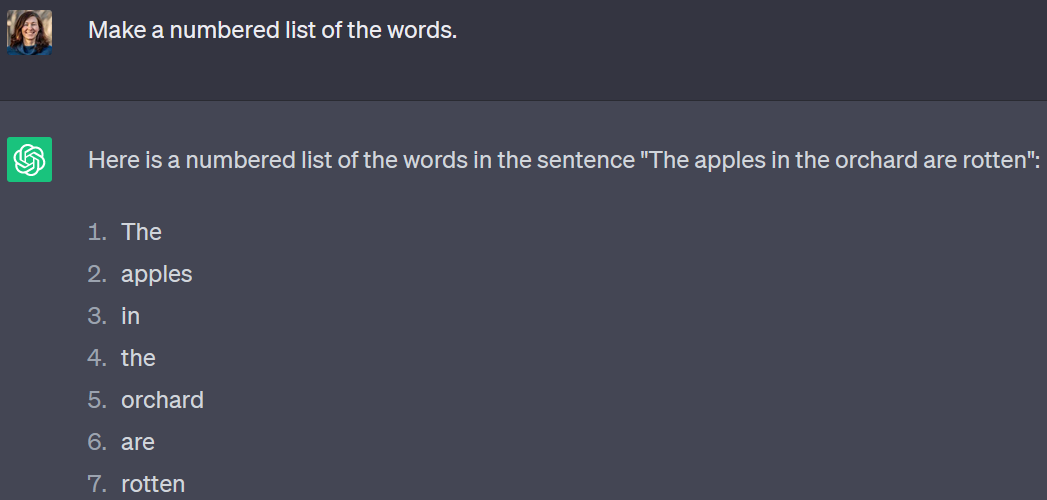 Make a numbered list of the words.
Here is a numbered list of the words in the sentence "The apples in the orchard are rotten":
1. The
2. apples
3. in
4. the
5. orchard
6. are
7. rotten